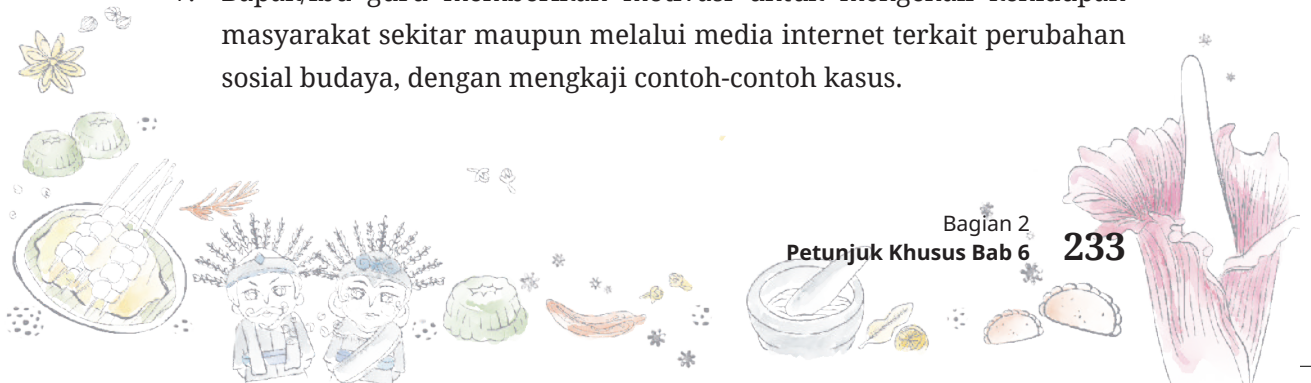 masyarakat sekitar maupun melalui media internet terkait perubahan
sosial budaya, dengan mengkaji contoh-contoh kasus.
Bagian 2
Petunjuk Khusus Bab 6 233